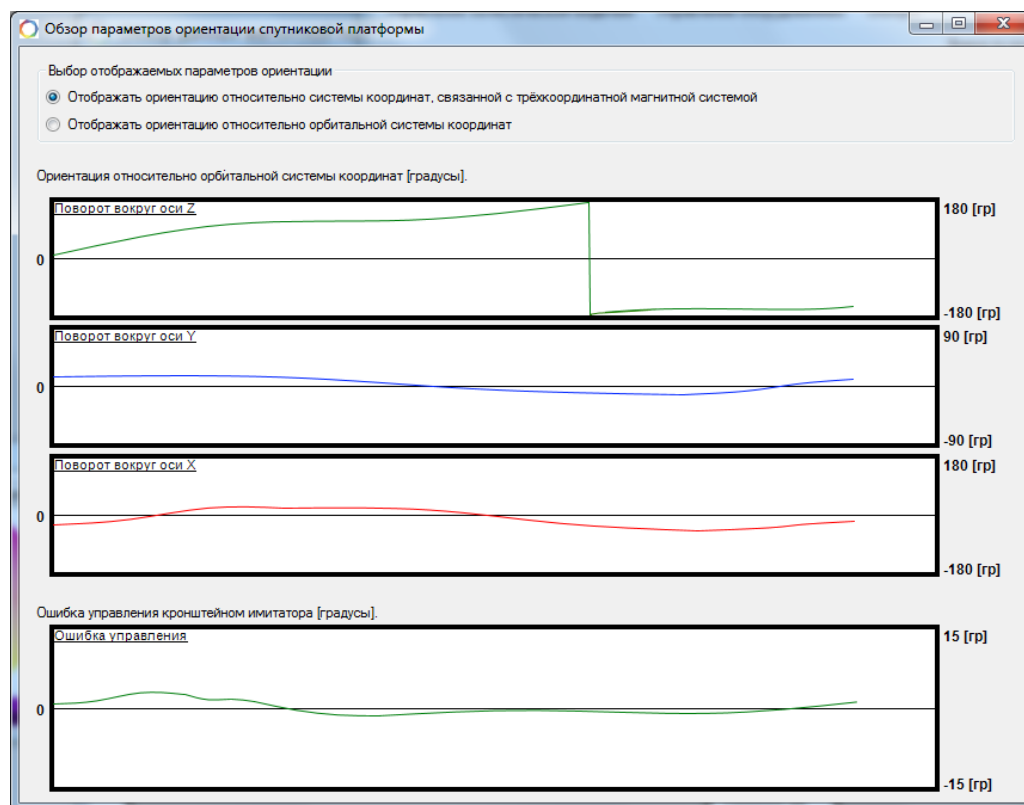 Обзор параметров ориентации спутниковой платформы
Выбор отображаемых параметров ориентации
Отображать ориентацию относительно системы координат, связанной с трёхкоординатной магнитной системой
Отображать ориентацию относительно орбитальной системы координат
Ориентация относительно орбитальной системы координат [градусы].
Поворот вокруг оси Z
180 [гр]
0
-180 [гр]
Поворот вокруг оси Y
90 [гр]
0
-90 [гр]
Поворот вокруг оси X
180 [гр]
0
-180 [гр]
Ошибка управления кронштейном имитатора [градусы].
Ошибка управления
15 [гр]
0
-15 [гр]